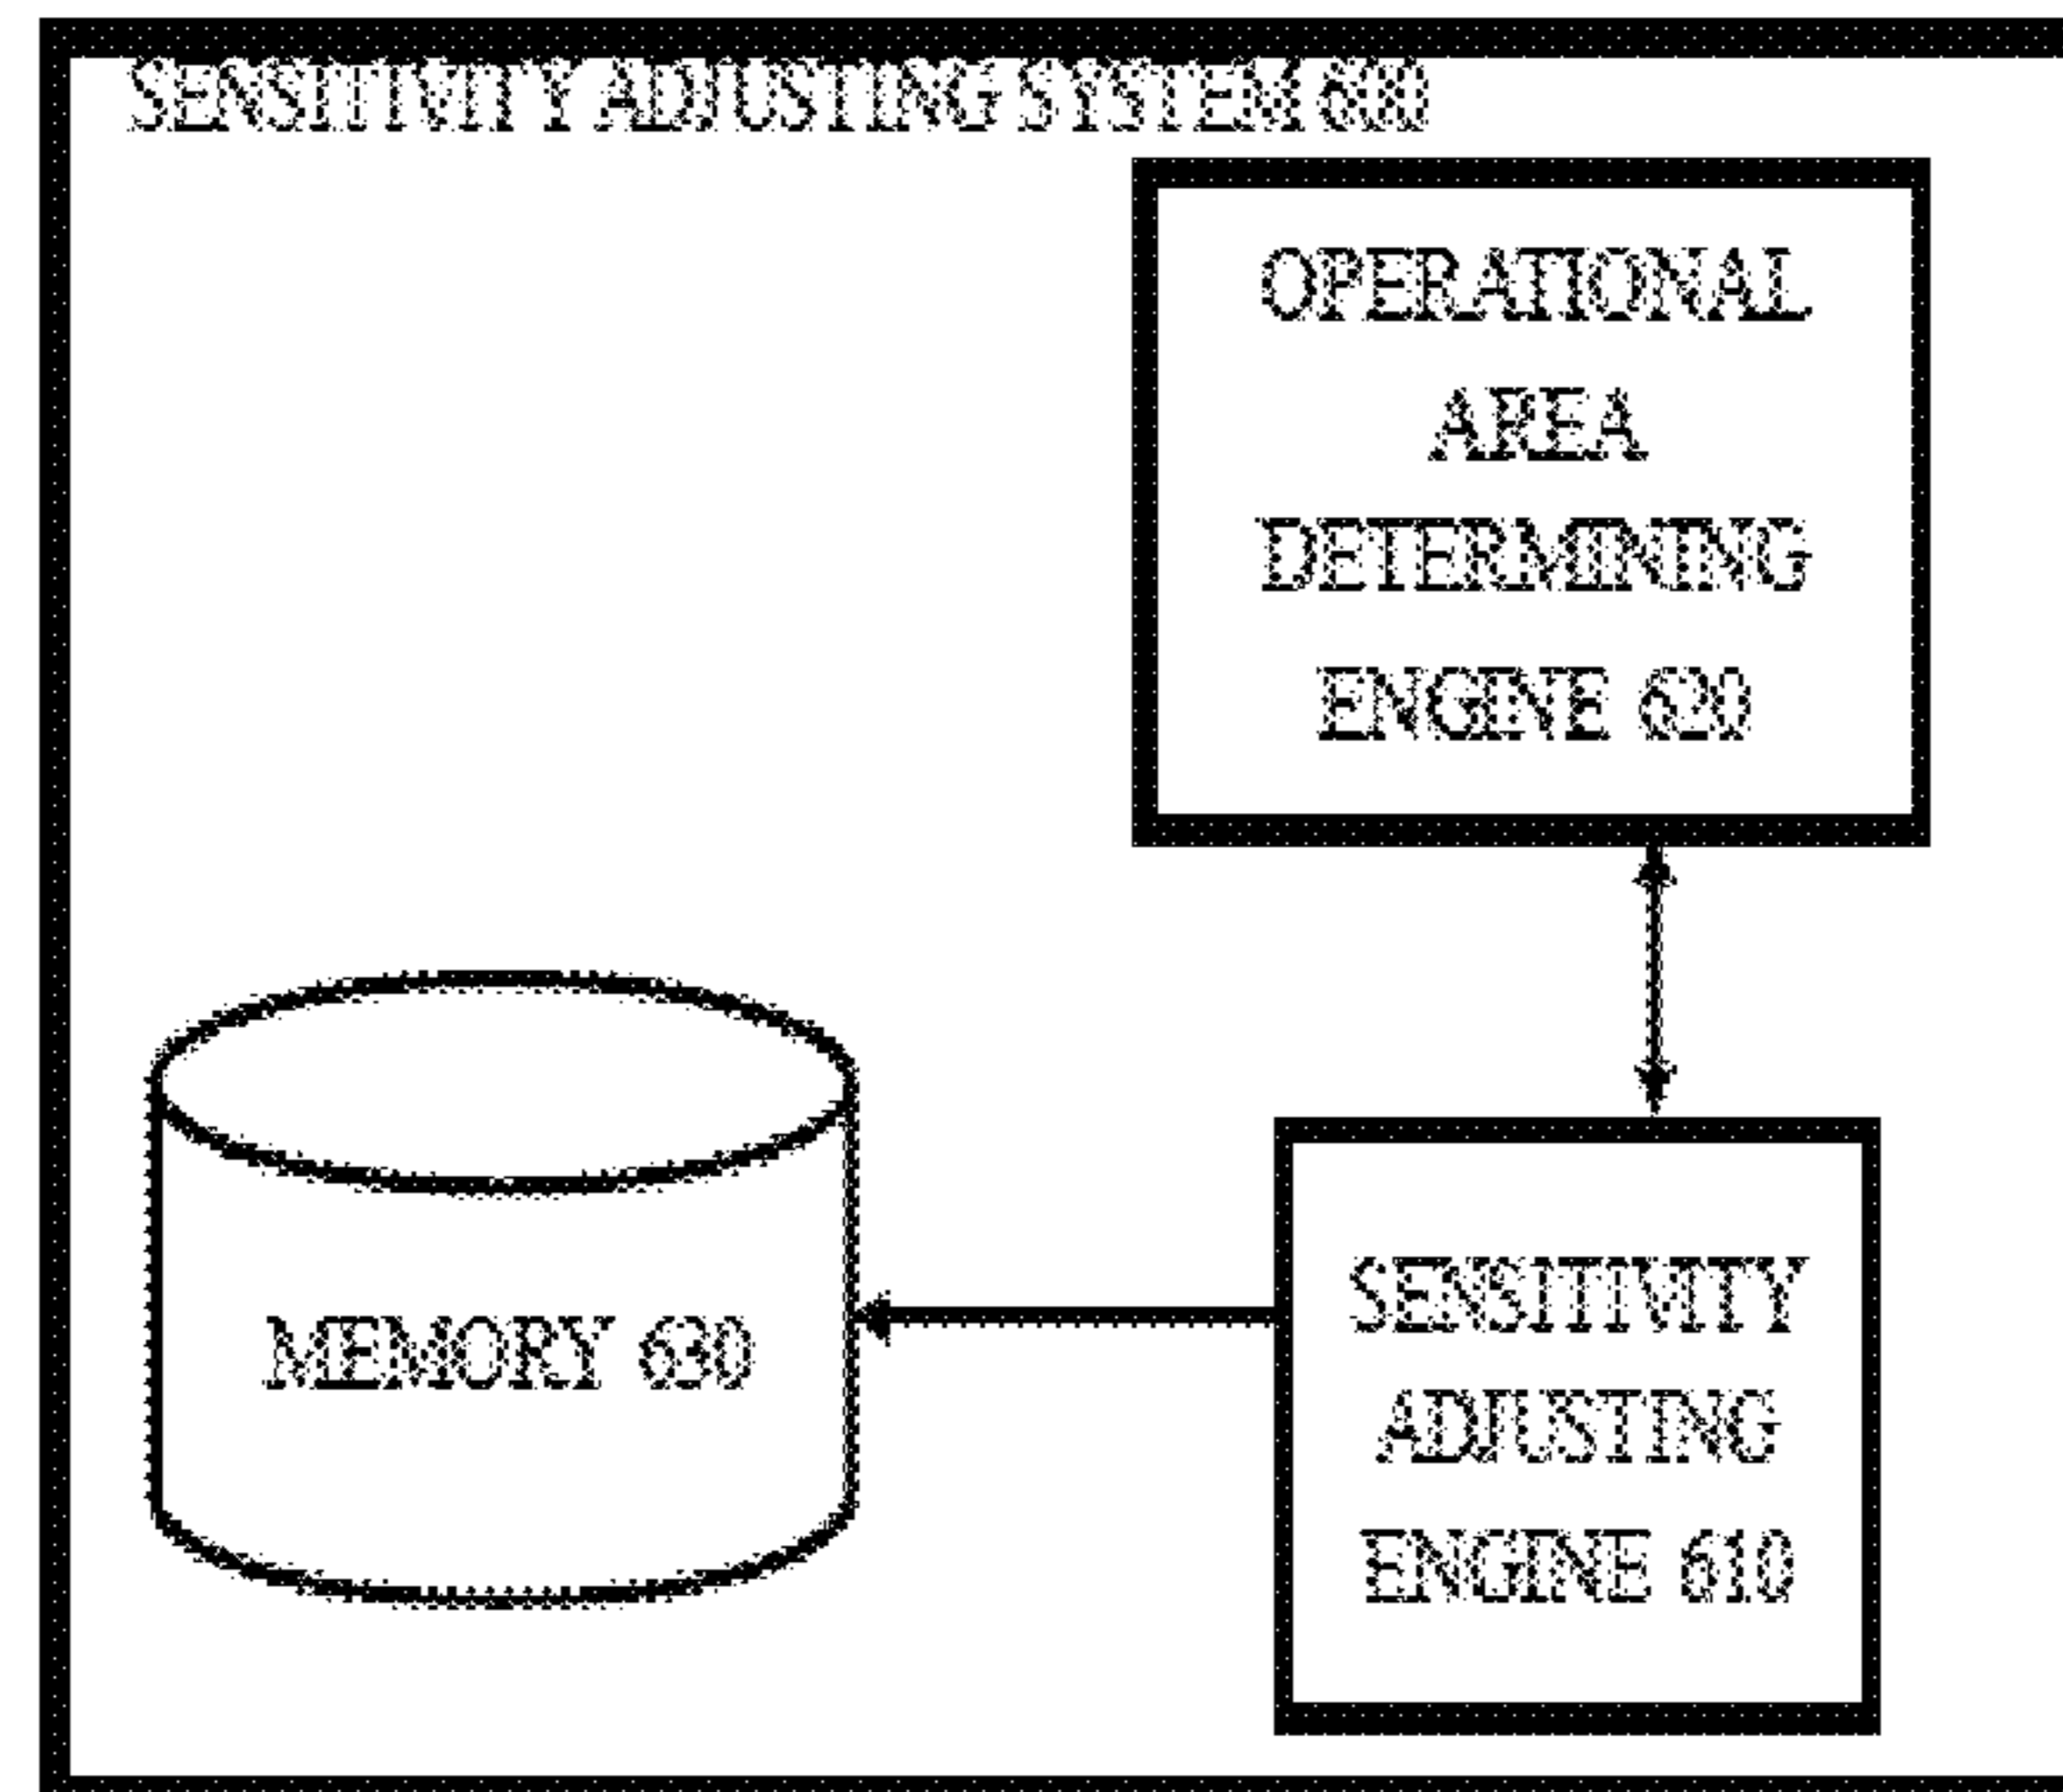 SENSITIVITY ADJUSTING SYSTEM 600
OPERATIONAL
AREA
DETERMINING
ENGINE 620
MEMORY 630
SENSITIVITY
ADJUSTING
ENGINE 610